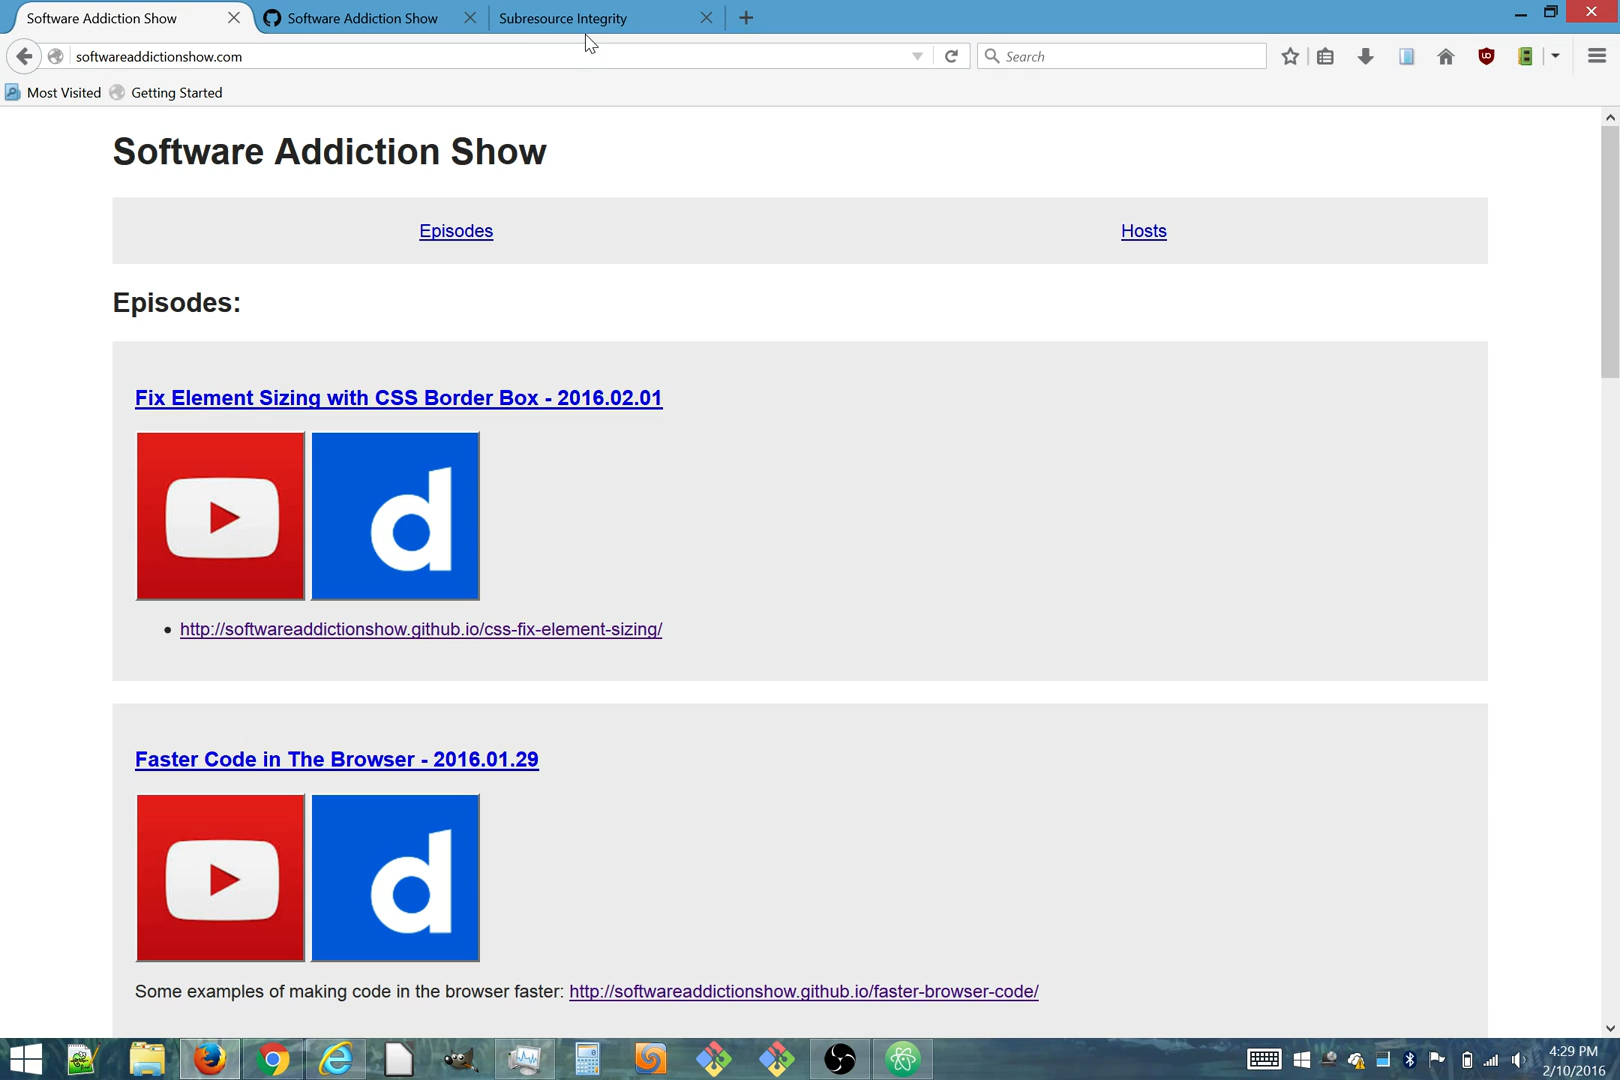 Software Addiction Show
Software Addiction Show
Subresource Integrity
softwareaddictionshow.com
Search
Most Visited
Getting Started
Software Addiction Show
Episodes
Hosts
Episodes:
Fix Element Sizing with CSS Border Box - 2016.02.01
d
http://softwareaddictionshow.github.io/css-fix-element-sizing/
Faster Code in The Browser - 2016.01.29
d
Some examples of making code in the browser faster: http://softwareaddictionshow.github.io/faster-browser-code/
4:29 PM
2/10/2016